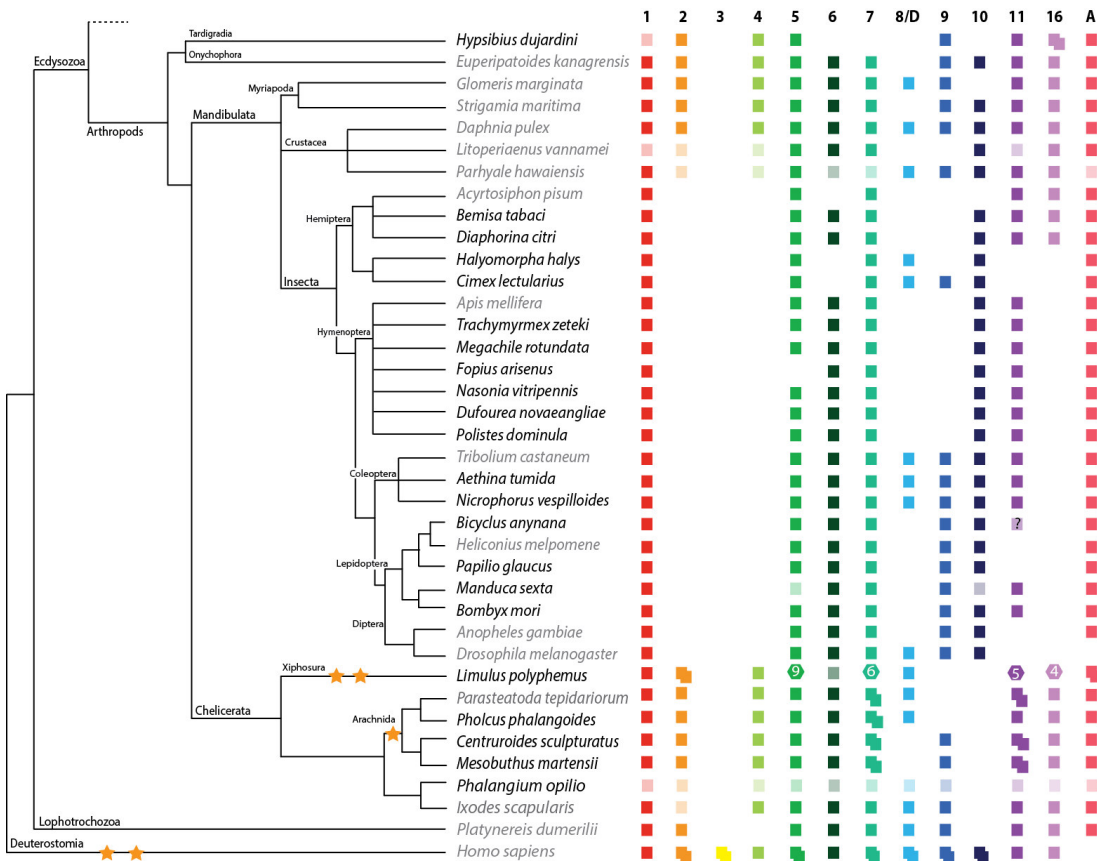 1 2 3 4 5 6 7 8/D 9 10 11 16 A
Tardigradia
Hypsibius dujardini
Onychophora
Ecdysozoa
Euperipatoides kanagrensis
Glomeris marginata
Myriapoda
Strigamia maritima
Mandibulata
Arthropods
Daphnia pulex
Crustacea
Litoperiaenus vannamei
Parhyale hawaiensis
Acyrtosiphon pisum
Hemiptera
Bemisa tabaci
Diaphorina citri
Halyomorpha halys
Insecta
Cimex lectularius
Apis mellifera
Hymenoptera
Trachymyrmex zeteki
Megachile rotundata
Fopius arisenus
Nasonia vitripennis
Dufourea novaeangliae
Polistes dominula
Tribolium castaneum
Coleoptera
Aethina tumida
Nicrophorus vespilloides
Bicyclus anynana ?
Heliconius melpomene
Lepidoptera
Papilio glaucus
Manduca sexta
Bombyx mori
Diptera
Anopheles gambiae
Drosophila melanogaster
Xiphosura
Limulus polyphemus 9 6 5 4
Parasteatoda tepidariorum
Chelicerata
Arachnida
Pholcus phalangoides
Centruroides sculpturatus
Mesobuthus martensii
Phalangium opilio
Ixodes scapularis
Lophotrochozoa
Platynereis dumerilii
Deuterostomia
Homo sapiens